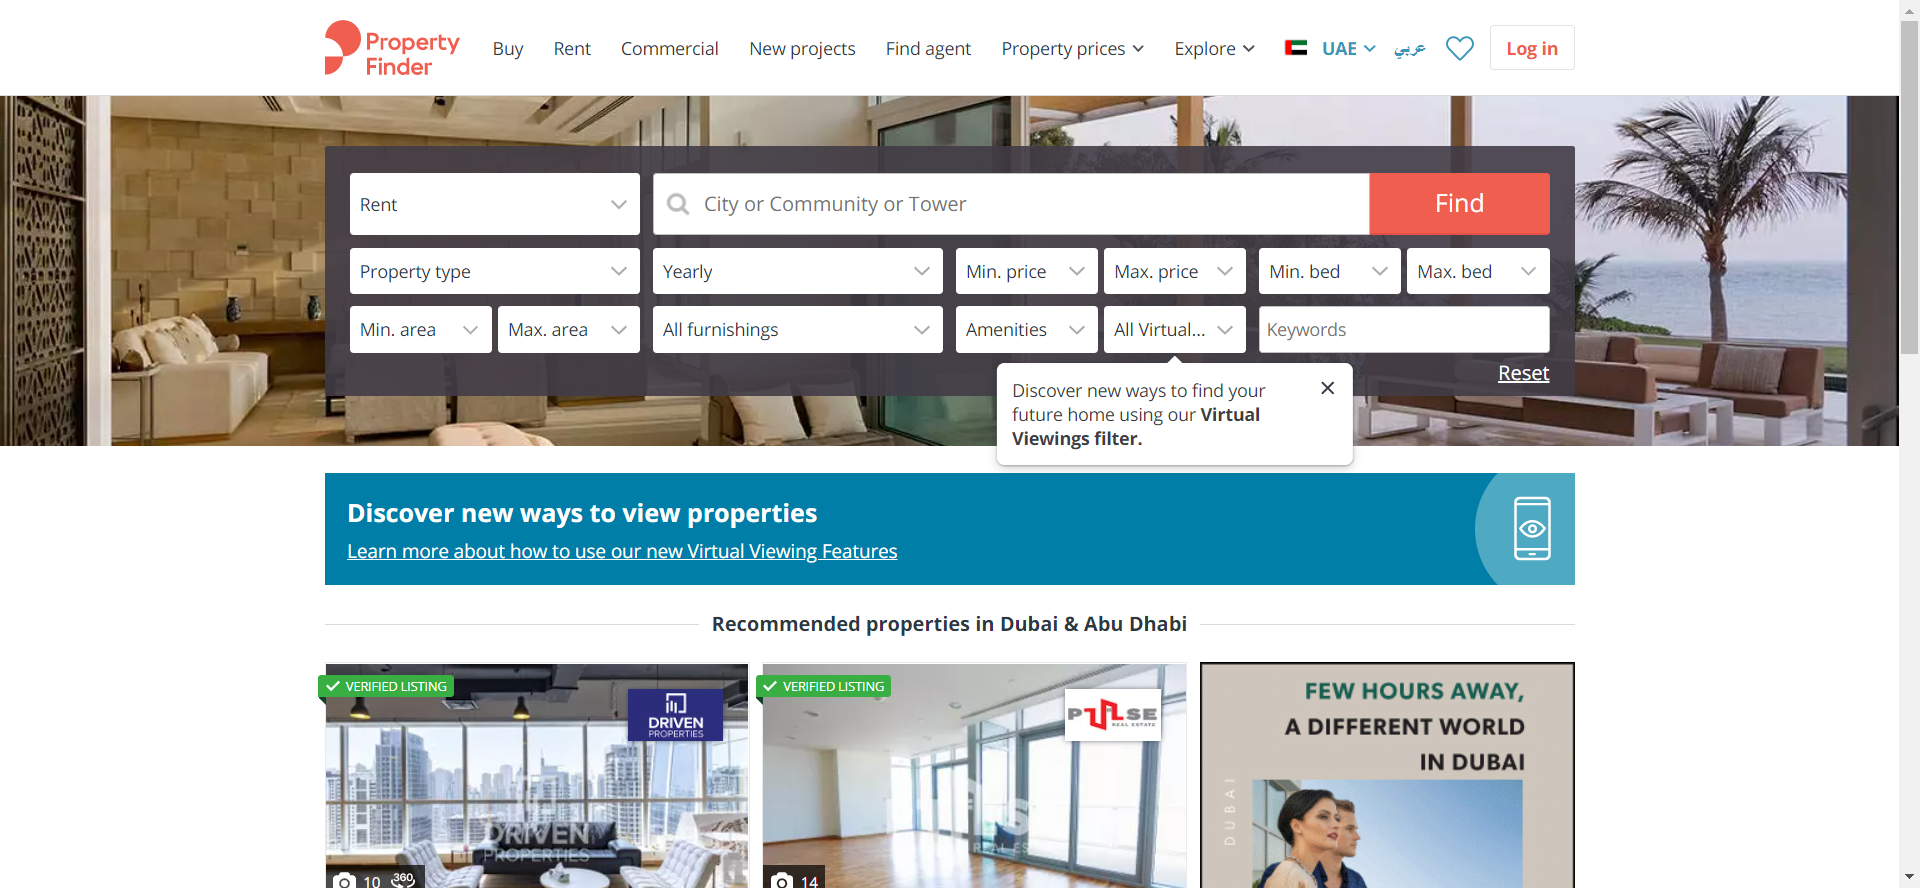 Property
Finder
Buy
Rent
Commercial
New projects
Find agent
Property prices
Explore
UAE
عربي
Log in
Rent
City or Community or Tower
Find
Property type
Yearly
Min. price
Max. price
Min. bed
Max. bed
Min. area
Max. area
All furnishings
Amenities
All Virtual...
Keywords
Reset
Discover new ways to find your
future home using our Virtual
Viewings filter.
Discover new ways to view properties
Learn more about how to use our new Virtual Viewing Features
Recommended properties in Dubai & Abu Dhabi
VERIFIED LISTING
DRIVEN
PROPERTIES
DRIVEN
PROPERTIES
10
360
VERIFIED LISTING
PULSE
REAL ESTATE
14
FEW HOURS AWAY,
A DIFFERENT WORLD
IN DUBAI
DUBAI